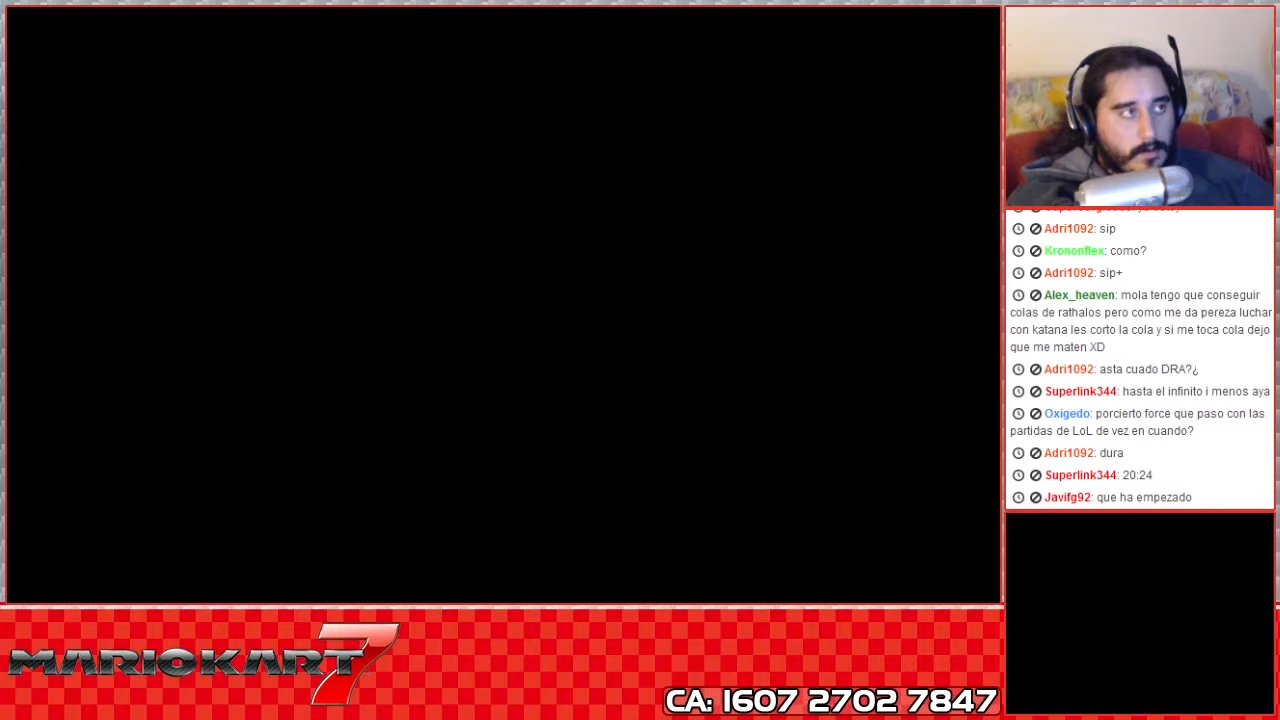 Adri1092: sip
Krononflex: como?
Adri1092: sip+
Alex_heaven: mola tengo que conseguir
colas de rathalos pero como me da pereza luchar
con katana les corto la cola y si me toca cola dejo
que me maten XD
Adri1092: asta cuado DRA?¿
Superlink344: hasta el infinito i menos aya
Oxigedo: porcierto force que paso con las
partidas de LoL de vez en cuando?
Adri1092: dura
Superlink344: 20:24
Javifg92: que ha empezado
MARIOKART 7
CA: 1607 2702 7847